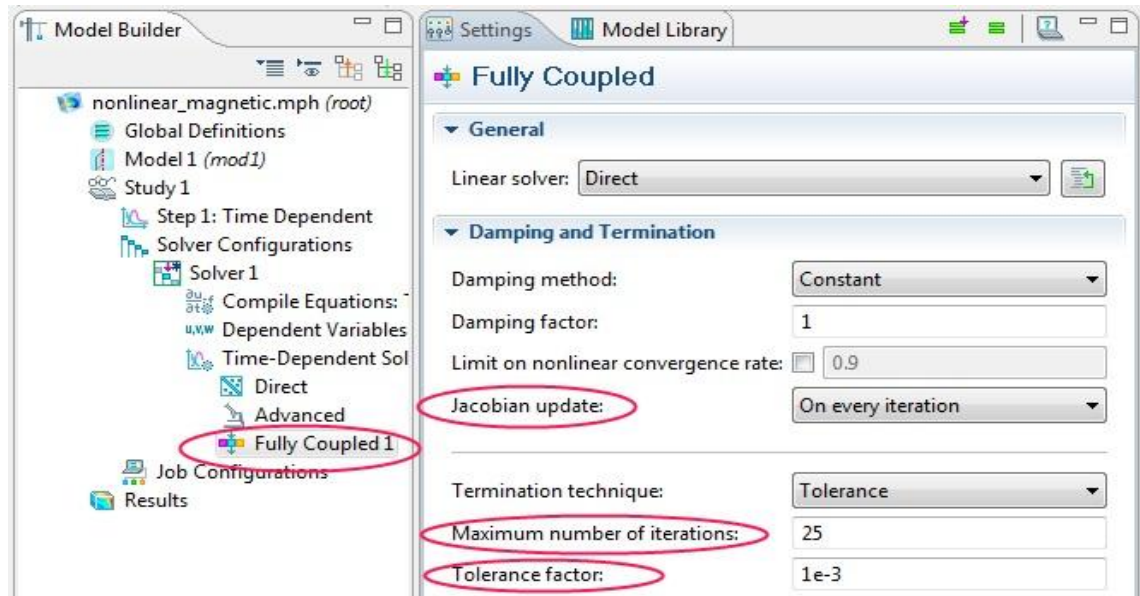 Model Builder
nonlinear_magnetic.mph (root)
Global Definitions
Model 1 (mod1)
Study 1
Step 1: Time Dependent
Solver Configurations
Solver 1
Compile Equations:
Dependent Variables
Time-Dependent Sol
Direct
Advanced
Fully Coupled 1
Job Configurations
Results
Settings
Model Library
Fully Coupled
General
Linear solver: Direct
Damping and Termination
Damping method: Constant
Damping factor: 1
Limit on nonlinear convergence rate: 0.9
Jacobian update: On every iteration
Termination technique: Tolerance
Maximum number of iterations: 25
Tolerance factor: 1e-3